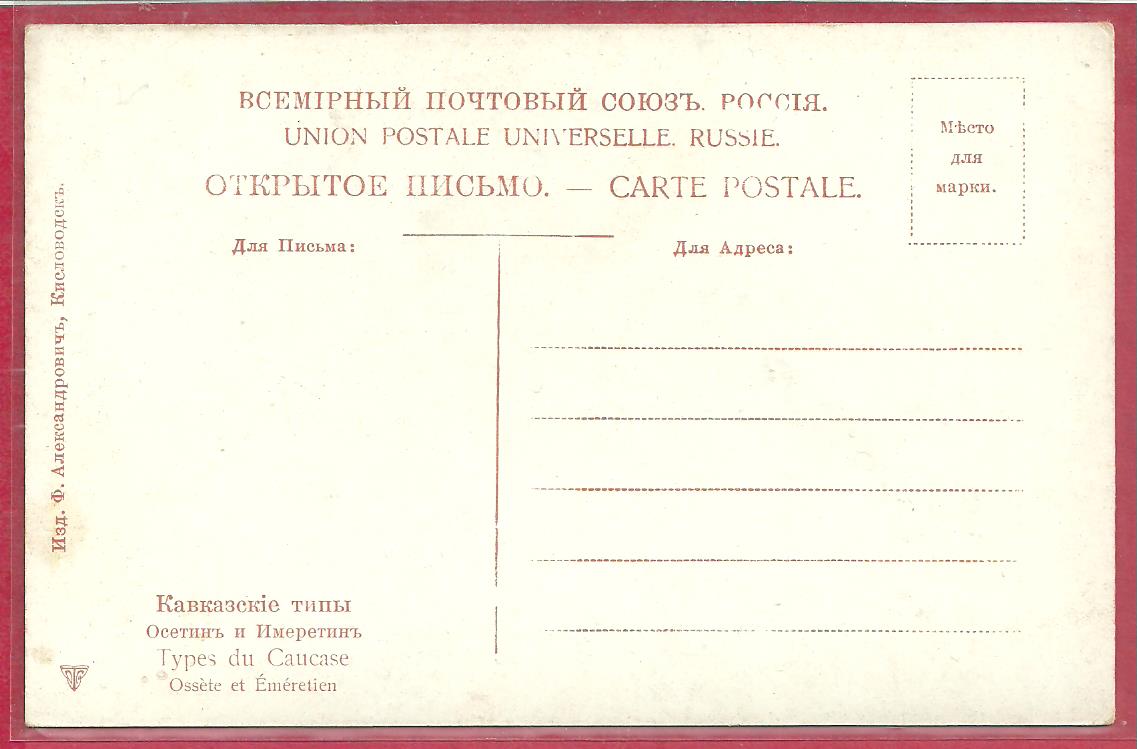 ВСЕМІРНЫЙ ПОЧТОВЫЙ СОЮЗЪ. РОССІЯ.
UNION POSTALE UNIVERSELLE. RUSSIE.
ОТКРЫТОЕ ПИСЬМО. — CARTE POSTALE.
Мѣсто
для
марки.
Для Письма:
Для Адреса:
Изд. Ф. Александровичъ, Кисловодскъ.
Кавказскіе типы
Осетинъ и Имеретинъ
Types du Caucase
Ossète et Éméretien